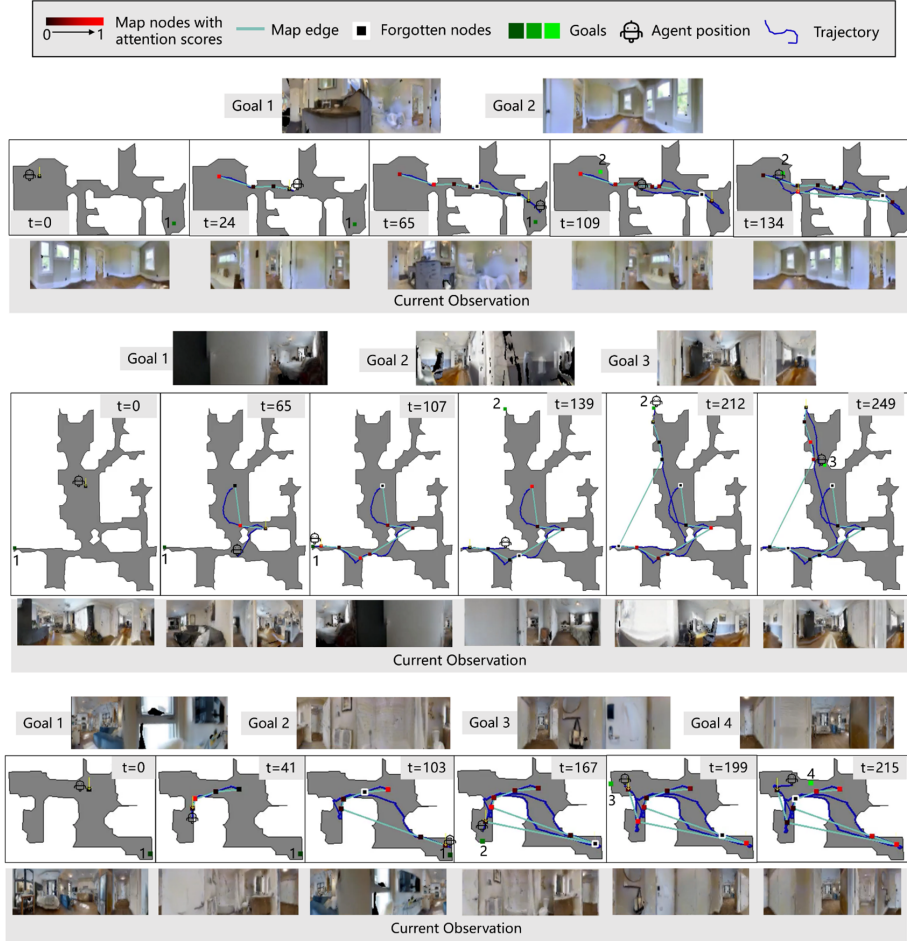 0 → 1 Map nodes with attention scores Map edge Forgotten nodes Goals Agent position Trajectory
Goal 1 Goal 2
1 1 1 2 2
t=0 t=24 t=65 t=109 t=134
Current Observation
Goal 1 Goal 2 Goal 3
t=0 t=65 t=107 t=139 t=212 t=249
2 2 3
1 1 1
Current Observation
Goal 1 Goal 2 Goal 3 Goal 4
t=0 t=41 t=103 t=167 t=199 t=215
1 1 1 2 3 4
Current Observation